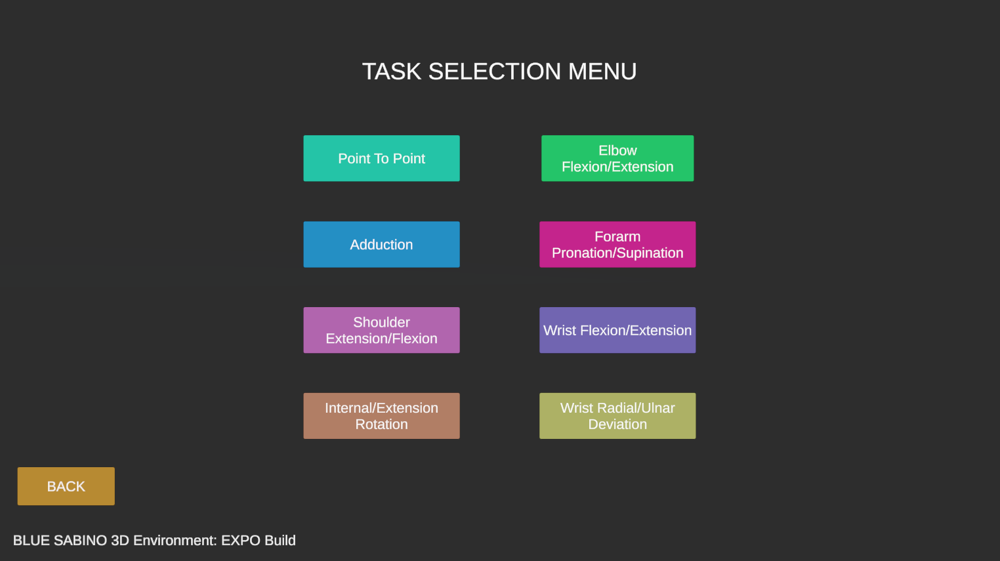 TASK SELECTION MENU
Point To Point
Elbow
Flexion/Extension
Adduction
Forarm
Pronation/Supination
Shoulder
Extension/Flexion
Wrist Flexion/Extension
Internal/Extension
Rotation
Wrist Radial/Ulnar
Deviation
BACK
BLUE SABINO 3D Environment: EXPO Build